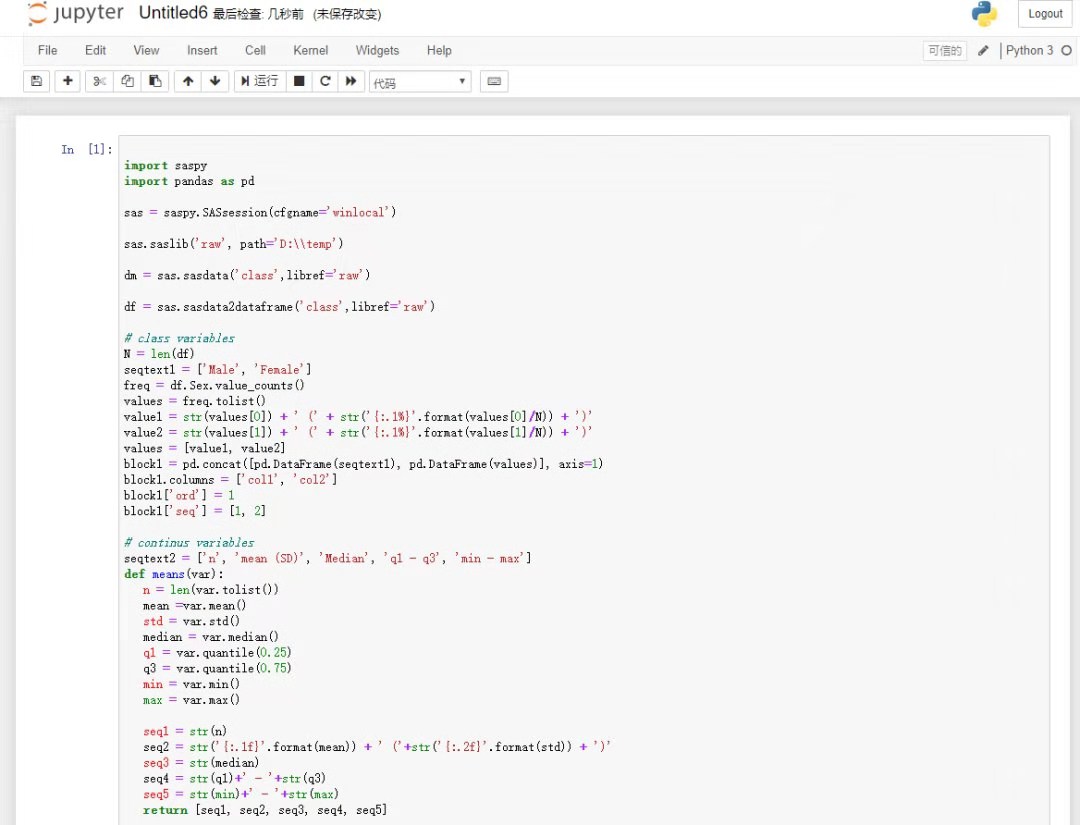 jupyter Untitled6 最后检查: 几秒前 (未保存改变) Logout
File Edit View Insert Cell Kernel Widgets Help 可信的 Python 3
运行 代码
In [1]:
import saspy
import pandas as pd
sas = saspy.SASsession(cfgname='winlocal')
sas.saslib('raw', path='D:\\temp')
dm = sas.sasdata('class',libref='raw')
df = sas.sasdata2dataframe('class',libref='raw')
# class variables
N = len(df)
seqtext1 = ['Male', 'Female']
freq = df.Sex.value_counts()
values = freq.tolist()
value1 = str(values[0]) + ' (' + str('{:.1%}'.format(values[0]/N)) + ')'
value2 = str(values[1]) + ' (' + str('{:.1%}'.format(values[1]/N)) + ')'
values = [value1, value2]
block1 = pd.concat([pd.DataFrame(seqtext1), pd.DataFrame(values)], axis=1)
block1.columns = ['col1', 'col2']
block1['ord'] = 1
block1['seq'] = [1, 2]
# continus variables
seqtext2 = ['n', 'mean (SD)', 'Median', 'q1 - q3', 'min - max']
def means(var):
n = len(var.tolist())
mean =var.mean()
std = var.std()
median = var.median()
q1 = var.quantile(0.25)
q3 = var.quantile(0.75)
min = var.min()
max = var.max()
seq1 = str(n)
seq2 = str('{:.1f}'.format(mean)) + ' ('+str('{:.2f}'.format(std)) + ')'
seq3 = str(median)
seq4 = str(q1)+' - '+str(q3)
seq5 = str(min)+' - '+str(max)
return [seq1, seq2, seq3, seq4, seq5]